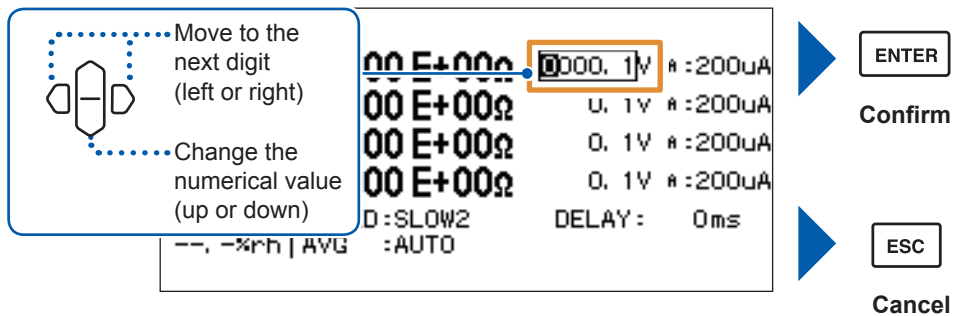 Move to the
next digit
(left or right)
Change the
numerical value
(up or down)
00 E+00Ω 0000. 1V A:200uA
00 E+00Ω 0. 1V A:200uA
00 E+00Ω 0. 1V A:200uA
00 E+00Ω 0. 1V A:200uA
D:SLOW2 DELAY: 0ms
--. -%rh | AVG :AUTO
ENTER
Confirm
ESC
Cancel